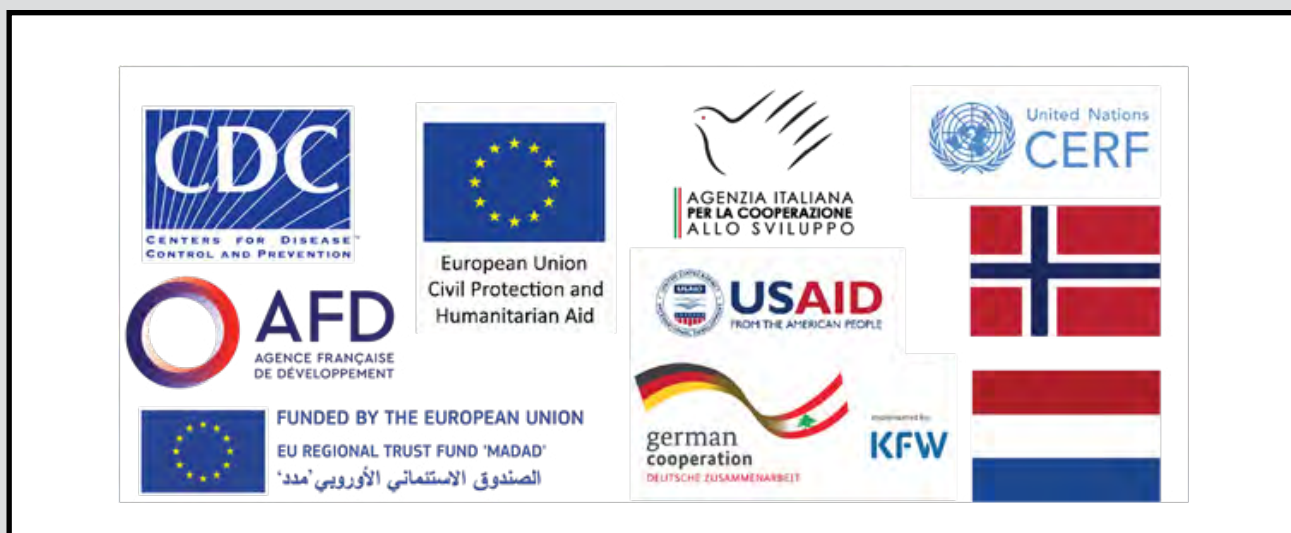 CDC
CENTERS FOR DISEASE™
CONTROL AND PREVENTION
European Union
Civil Protection and
Humanitarian Aid
AGENZIA ITALIANA
PER LA COOPERAZIONE
ALLO SVILUPPO
United Nations
CERF
AFD
AGENCE FRANÇAISE
DE DÉVELOPPEMENT
USAID
FROM THE AMERICAN PEOPLE
FUNDED BY THE EUROPEAN UNION
EU REGIONAL TRUST FUND 'MADAD'
الصندوق الاستئماني الأوروبي 'مدد'
german
cooperation
DEUTSCHE ZUSAMMENARBEIT
implemented by:
KFW